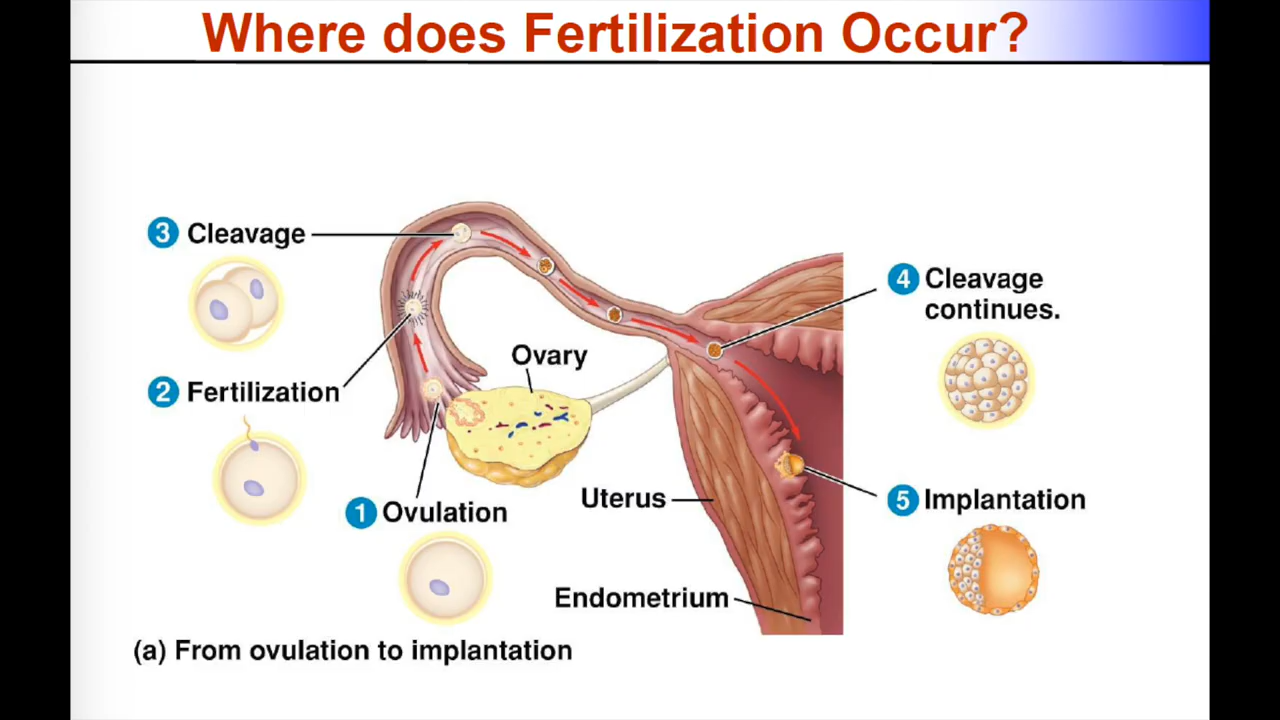 Where does Fertilization Occur?
3 Cleavage
4 Cleavage
continues.
Ovary
2 Fertilization
1 Ovulation
Uterus
5 Implantation
Endometrium
(a) From ovulation to implantation